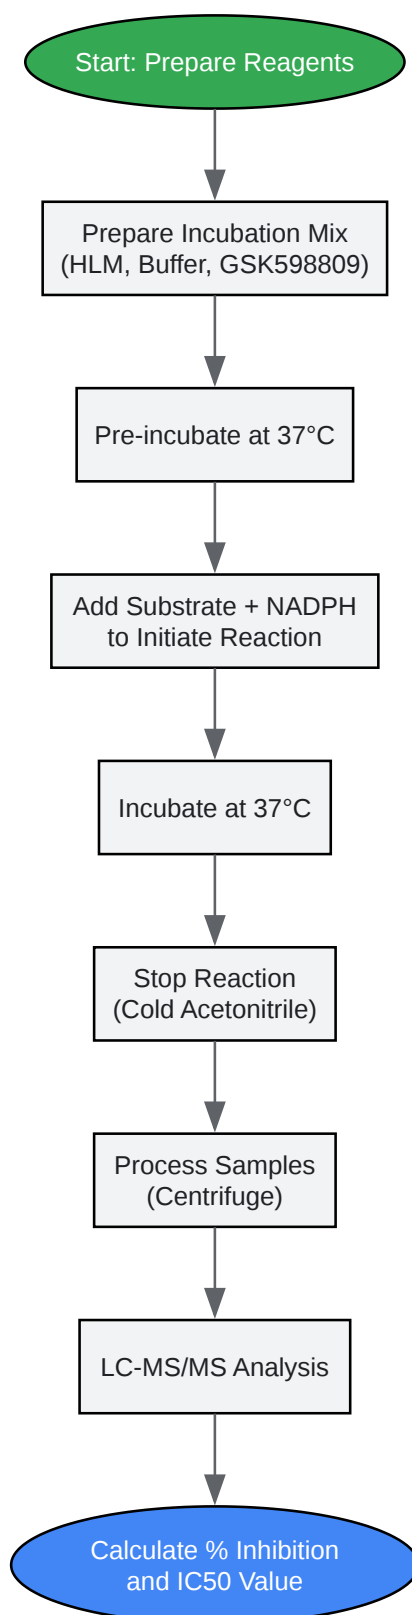 Start: Prepare Reagents
Prepare Incubation Mix
(HLM, Buffer, GSK598809)
Pre-incubate at 37°C
Add Substrate + NADPH
to Initiate Reaction
Incubate at 37°C
Stop Reaction
(Cold Acetonitrile)
Process Samples
(Centrifuge)
LC-MS/MS Analysis
Calculate % Inhibition
and IC50 Value